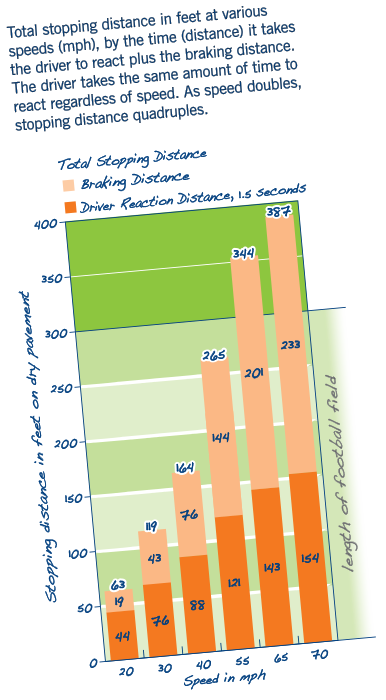 Total stopping distance in feet at various
speeds (mph), by the time (distance) it takes
the driver to react plus the braking distance.
The driver takes the same amount of time to
react regardless of speed. As speed doubles,
stopping distance quadruples.
Total Stopping Distance
Braking Distance
Driver Reaction Distance, 1.5 seconds
Stopping distance in feet on dry pavement
400
350
300
250
200
150
100
50
0
63
19
44
119
43
76
164
76
88
265
144
121
344
201
143
387
233
154
length of football field
20 30 40 55 65 70
Speed in mph